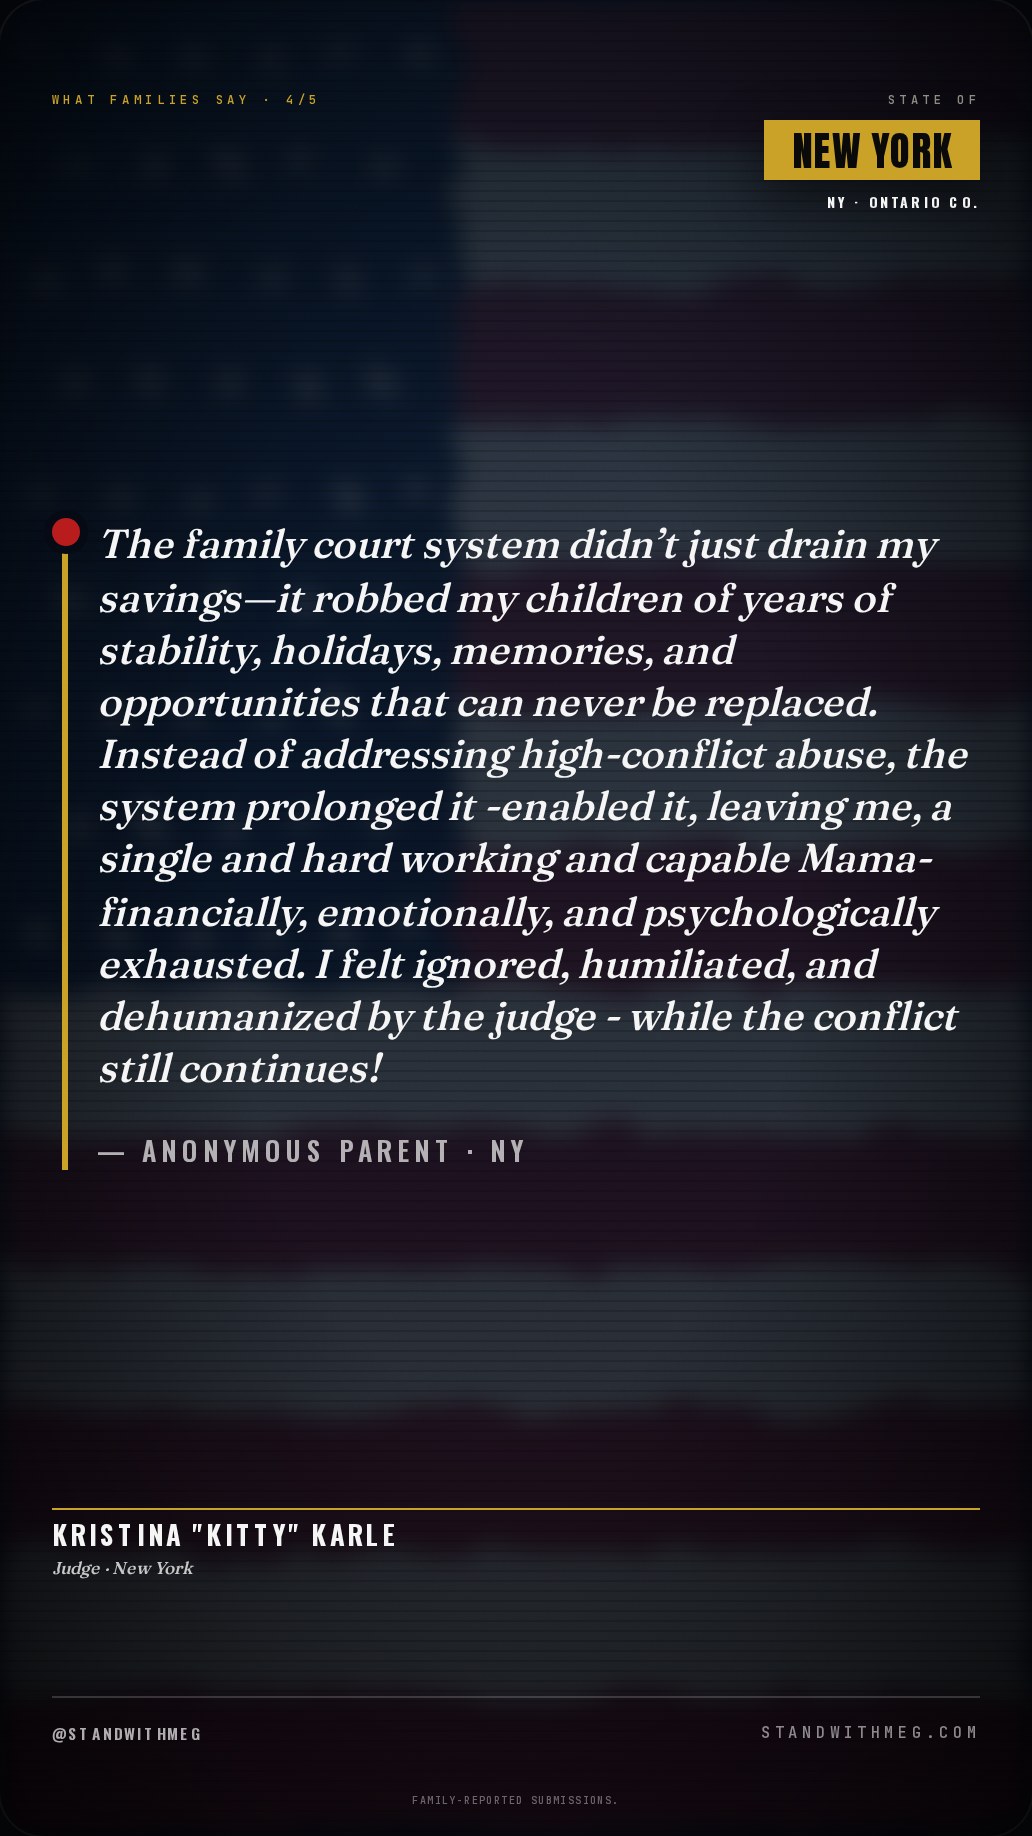 WHAT FAMILIES SAY · 4/5
STATE OF
NEW YORK
NY · ONTARIO CO.
The family court system didn’t just drain my
savings—it robbed my children of years of
stability, holidays, memories, and
opportunities that can never be replaced.
Instead of addressing high-conflict abuse, the
system prolonged it -enabled it, leaving me, a
single and hard working and capable Mama-
financially, emotionally, and psychologically
exhausted. I felt ignored, humiliated, and
dehumanized by the judge - while the conflict
still continues!
— ANONYMOUS PARENT · NY
KRISTINA "KITTY" KARLE
Judge · New York
@STANDWITHMEG
STANDWITHMEG.COM
FAMILY-REPORTED SUBMISSIONS.